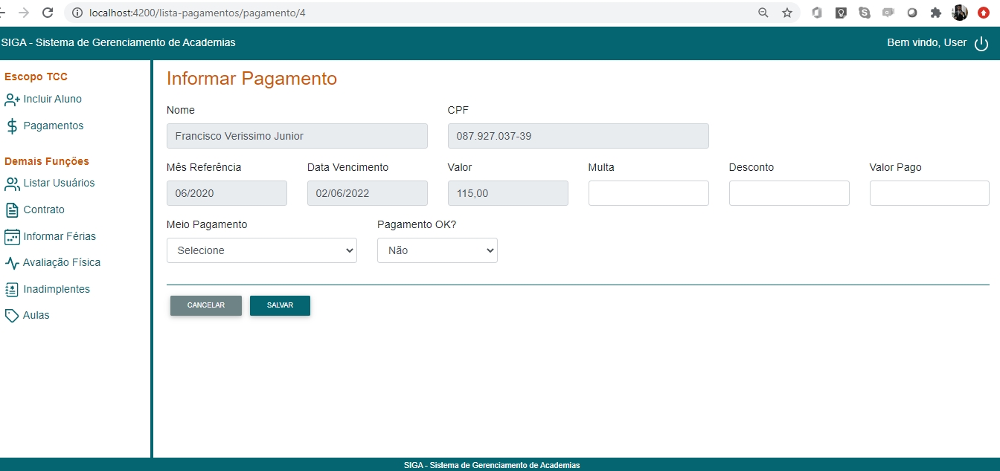 localhost:4200/lista-pagamentos/pagamento/4
SIGA - Sistema de Gerenciamento de Academias
Bem vindo, User
Escopo TCC
Incluir Aluno
Pagamentos
Demais Funções
Listar Usuários
Contrato
Informar Férias
Avaliação Física
Inadimplentes
Aulas
Informar Pagamento
Nome CPF
Francisco Verissimo Junior 087.927.037-39
Mês Referência Data Vencimento Valor Multa Desconto Valor Pago
06/2020 02/06/2022 115,00
Meio Pagamento Pagamento OK?
Selecione Não
CANCELAR SALVAR
SIGA - Sistema de Gerenciamento de Academias